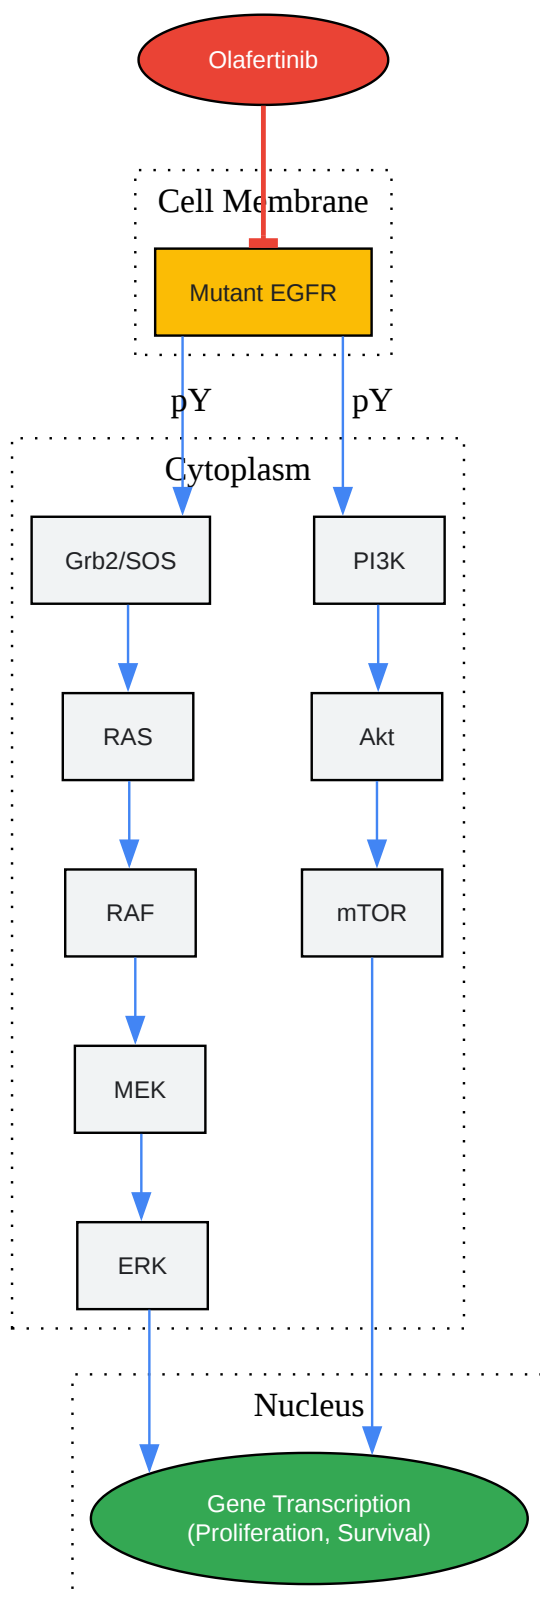 Olafertinib
Cell Membrane
Mutant EGFR
pY
pY
Cytoplasm
Grb2/SOS
PI3K
RAS
Akt
RAF
mTOR
MEK
ERK
Nucleus
Gene Transcription
(Proliferation, Survival)